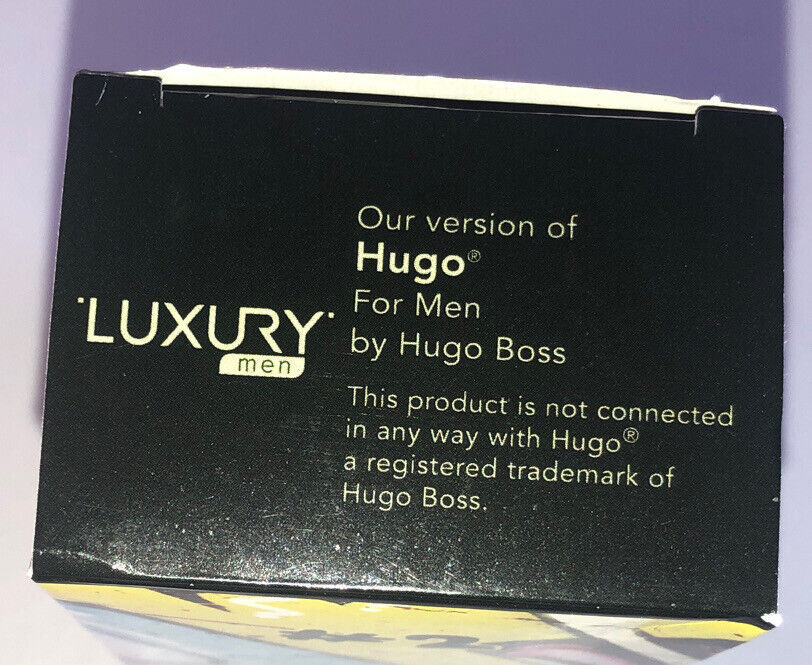 LUXURY
men
Our version of
Hugo®
For Men
by Hugo Boss
This product is not connected
in any way with Hugo®
a registered trademark of
Hugo Boss.